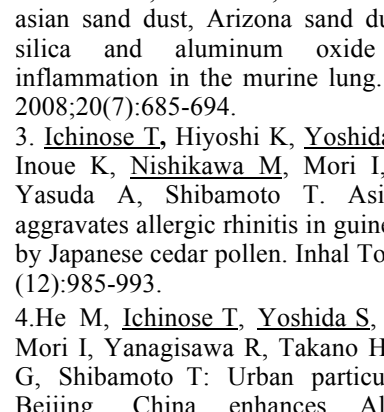 asian sand dust, Arizona sand du
silica and aluminum oxide
inflammation in the murine lung.
2008;20(7):685-694.
3. Ichinose T, Hiyoshi K, Yoshida
Inoue K, Nishikawa M, Mori I,
Yasuda A, Shibamoto T. Asi
aggravates allergic rhinitis in guine
by Japanese cedar pollen. Inhal To
(12):985-993.
4.He M, Ichinose T, Yoshida S,
Mori I, Yanagisawa R, Takano H
G, Shibamoto T: Urban particu
Beijing China enhances Al